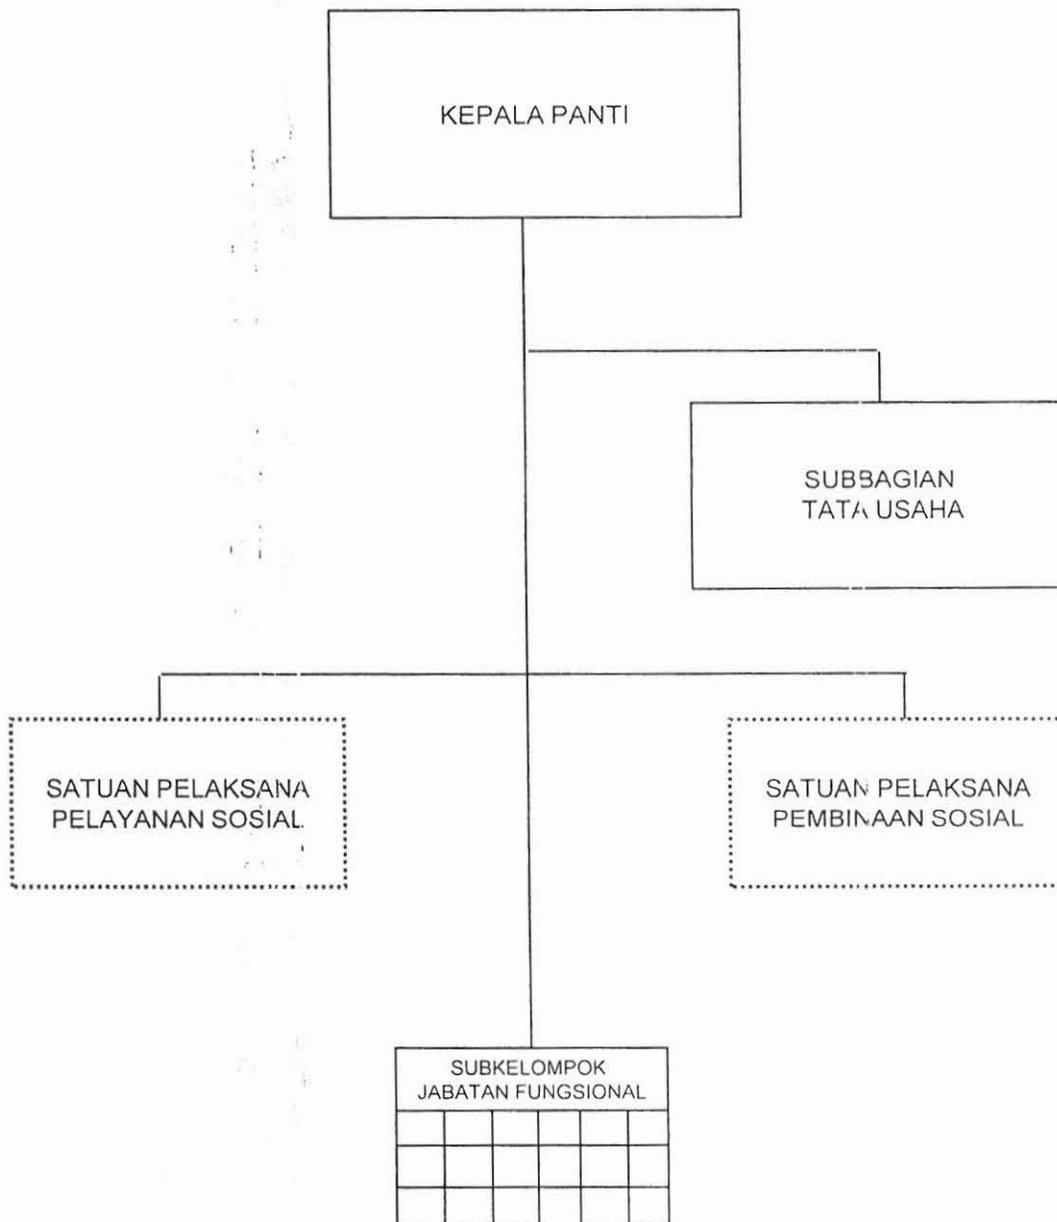 KEPALA PANTI
SUBBAGIAN
TATA USAHA
SATUAN PELAKSANA
PELAYANAN SOSIAL
SATUAN PELAKSANA
PEMBINAAN SOSIAL
SUBKELOMPOK
JABATAN FUNGSIONAL